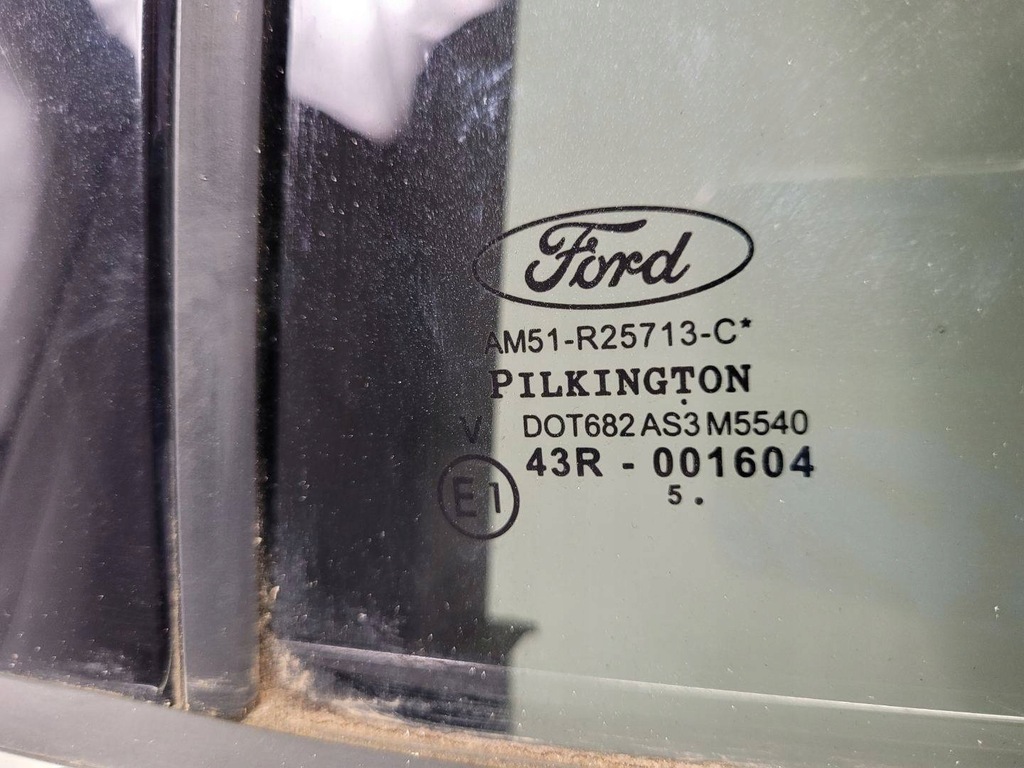 Ford
AM51-R25713-C*
PILKINGTON
V DOT682 AS3 M5540
43R - 001604
E1
5 .